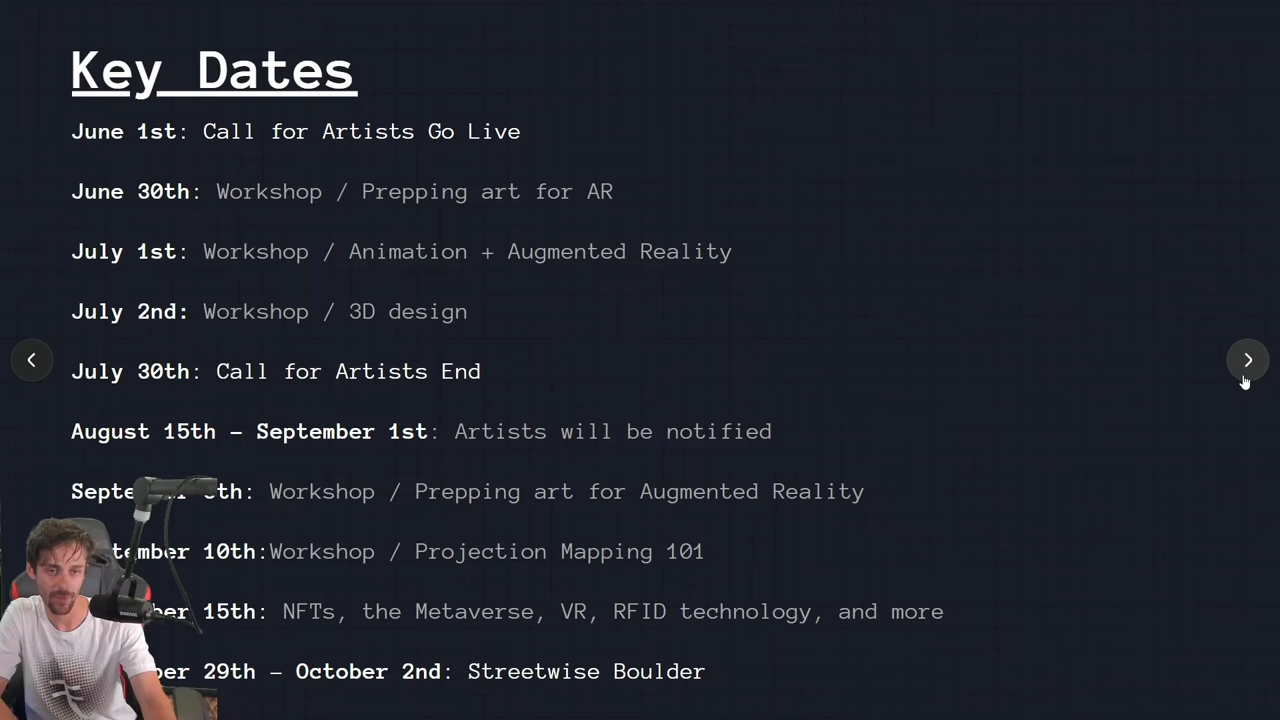 Key Dates
June 1st: Call for Artists Go Live
June 30th: Workshop / Prepping art for AR
July 1st: Workshop / Animation + Augmented Reality
July 2nd: Workshop / 3D design
July 30th: Call for Artists End
August 15th – September 1st: Artists will be notified
Workshop / Prepping art for Augmented Reality
10th:Workshop / Projection Mapping 101
15th: NFTs, the Metaverse, VR, RFID technology, and more
29th – October 2nd: Streetwise Boulder